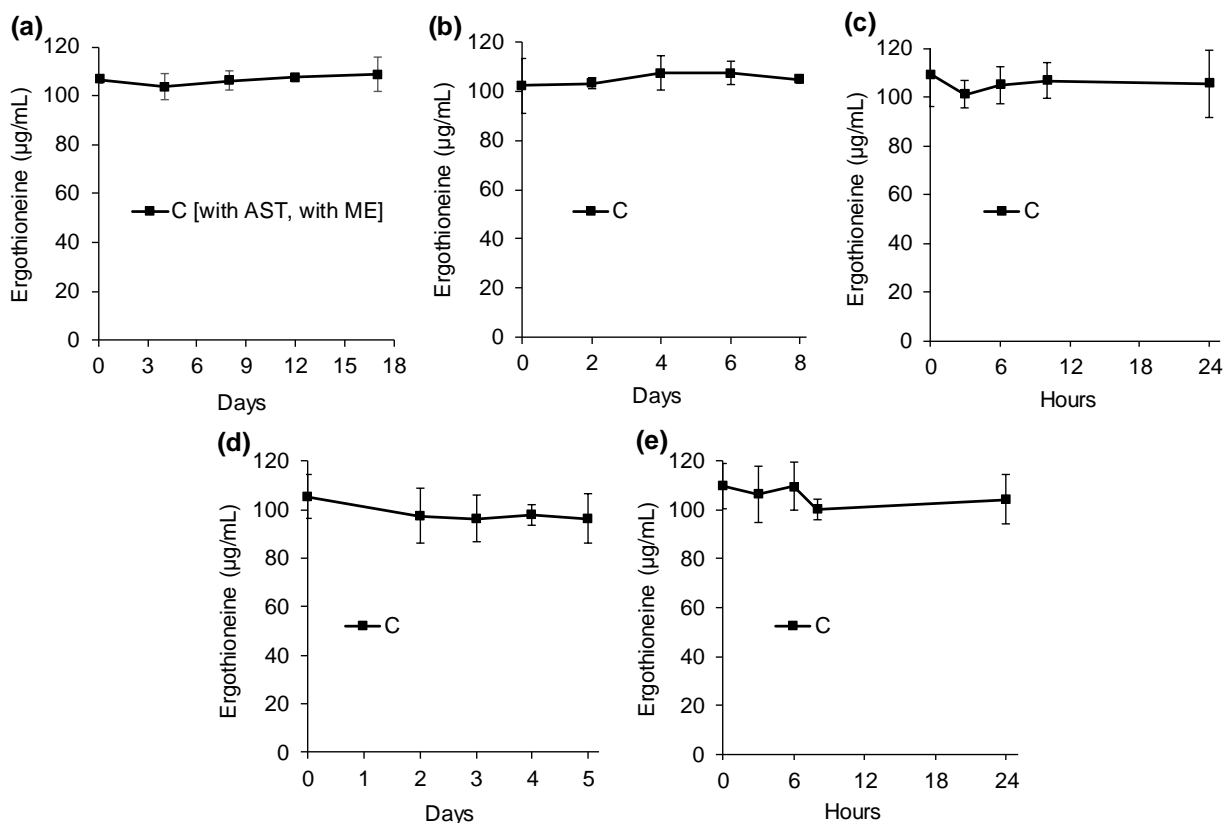 (a)
Ergothioneine (µg/mL)
120
100
80
60
40
20
0
C [with AST, with ME]
0 3 6 9 12 15 18
Days
(b)
Ergothioneine (µg/mL)
120
100
80
60
40
20
0
C
0 2 4 6 8
Days
(c)
Ergothioneine (µg/mL)
120
100
80
60
40
20
0
C
0 6 12 18 24
Hours
(d)
Ergothioneine (µg/mL)
120
100
80
60
40
20
0
C
0 1 2 3 4 5
Days
(e)
Ergothioneine (µg/mL)
120
100
80
60
40
20
0
C
0 6 12 18 24
Hours